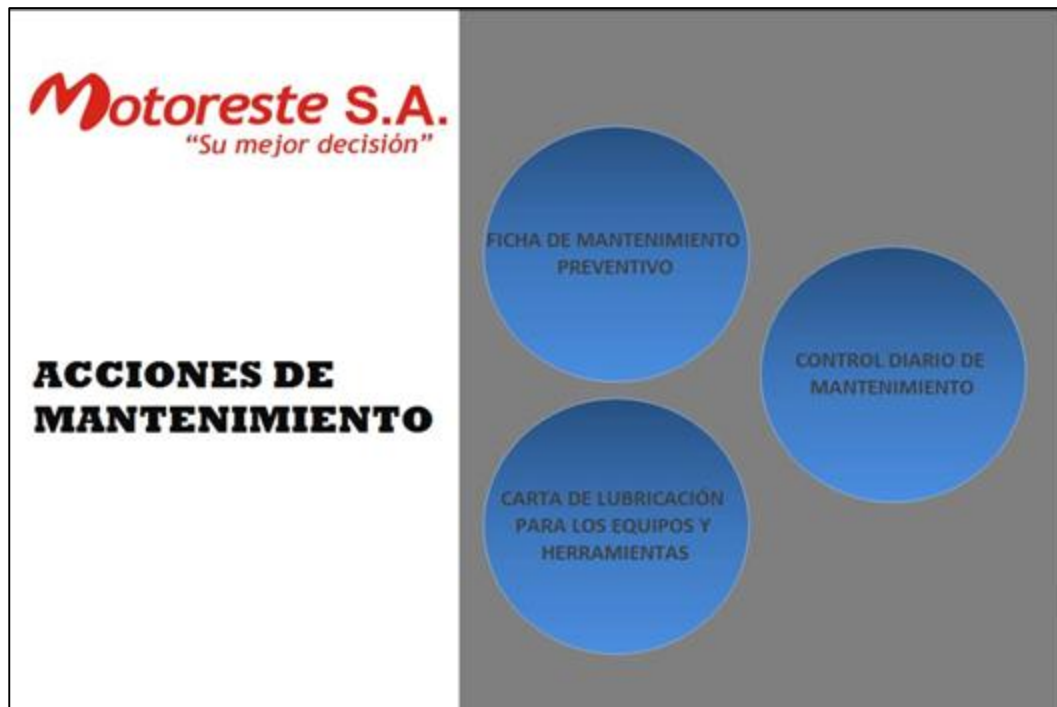 Motoreste S.A.
"Su mejor decisión"
ACCIONES DE
MANTENIMIENTO
FICHA DE MANTENIMIENTO
PREVENTIVO
CONTROL DIARIO DE
MANTENIMIENTO
CARTA DE LUBRICACIÓN
PARA LOS EQUIPOS Y
HERRAMIENTAS